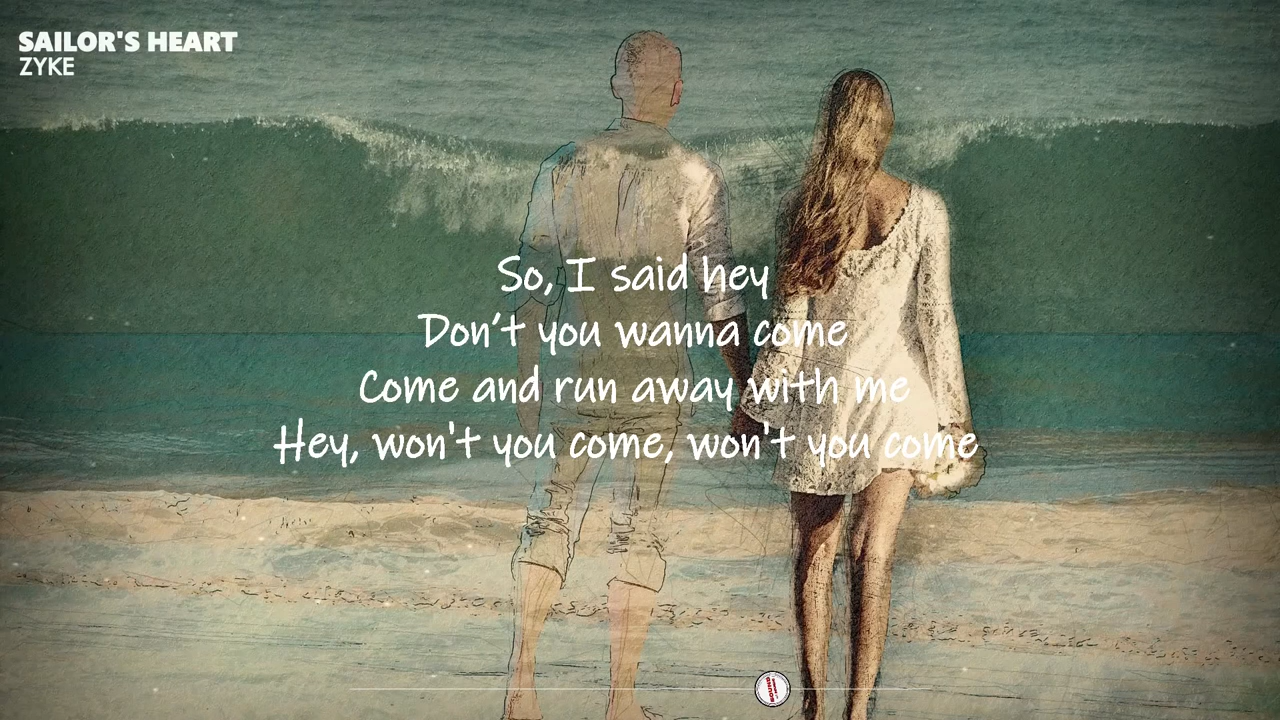 SAILOR'S HEART
ZYKE
So, I said hey
Don't you wanna come
Come and run away with me
Hey, won't you come, won't you come